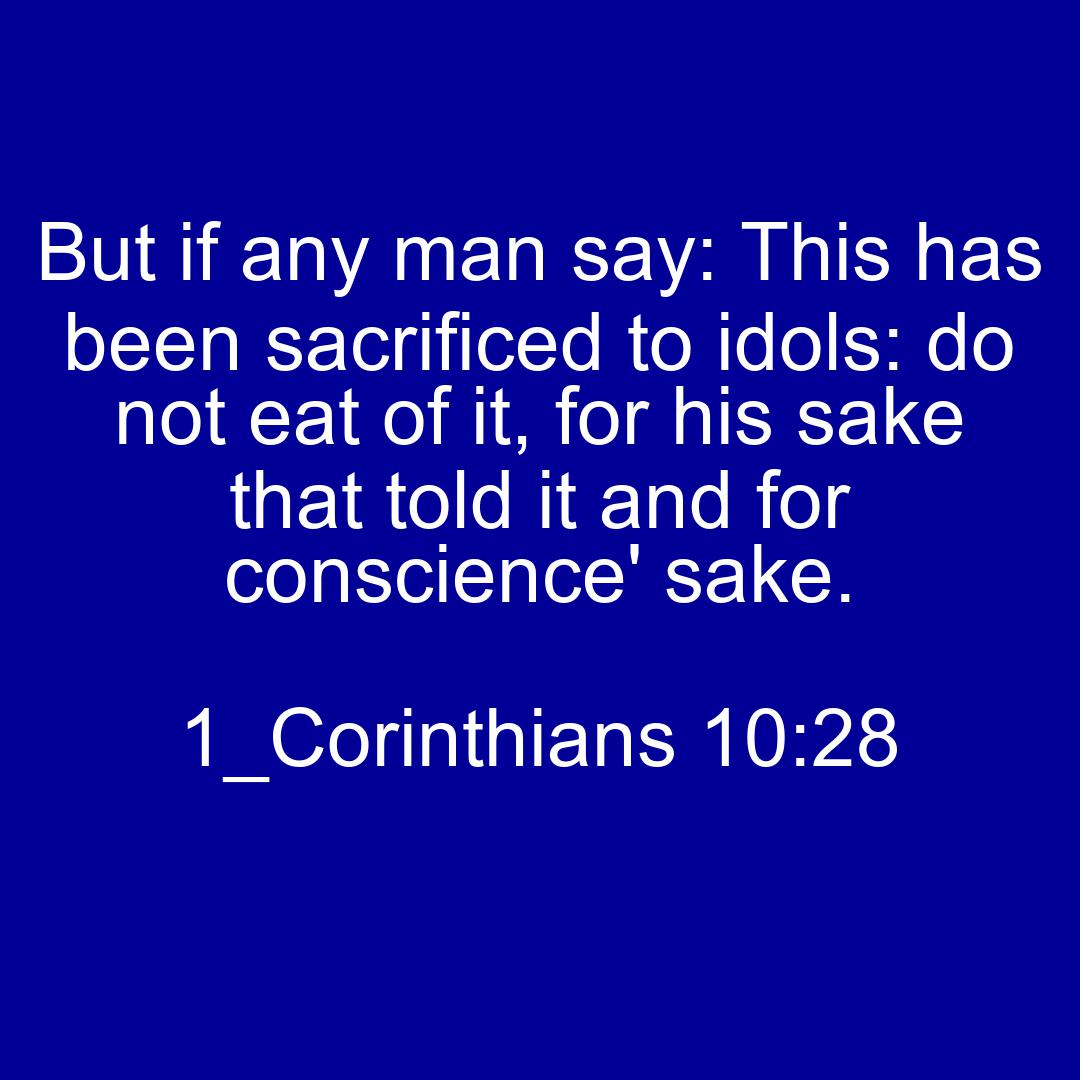 But if any man say: This has
been sacrificed to idols: do
not eat of it, for his sake
that told it and for
conscience' sake.
1_Corinthians 10:28